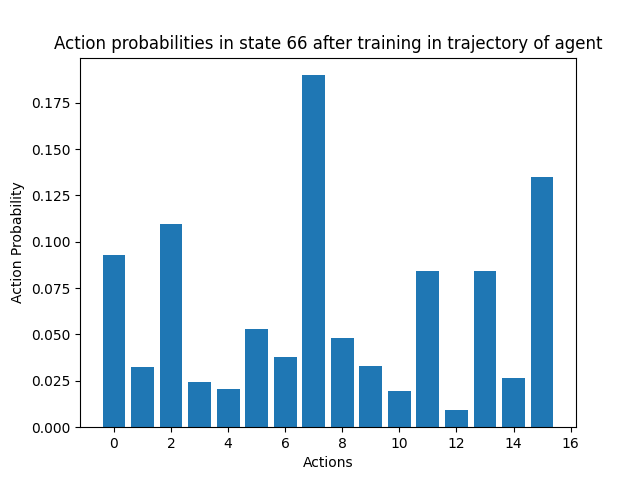 Action probabilities in state 66 after training in trajectory of agent
0.175
0.150
0.125
0.100
0.075
0.050
0.025
0.000
Action Probability
0 2 4 6 8 10 12 14 16
Actions